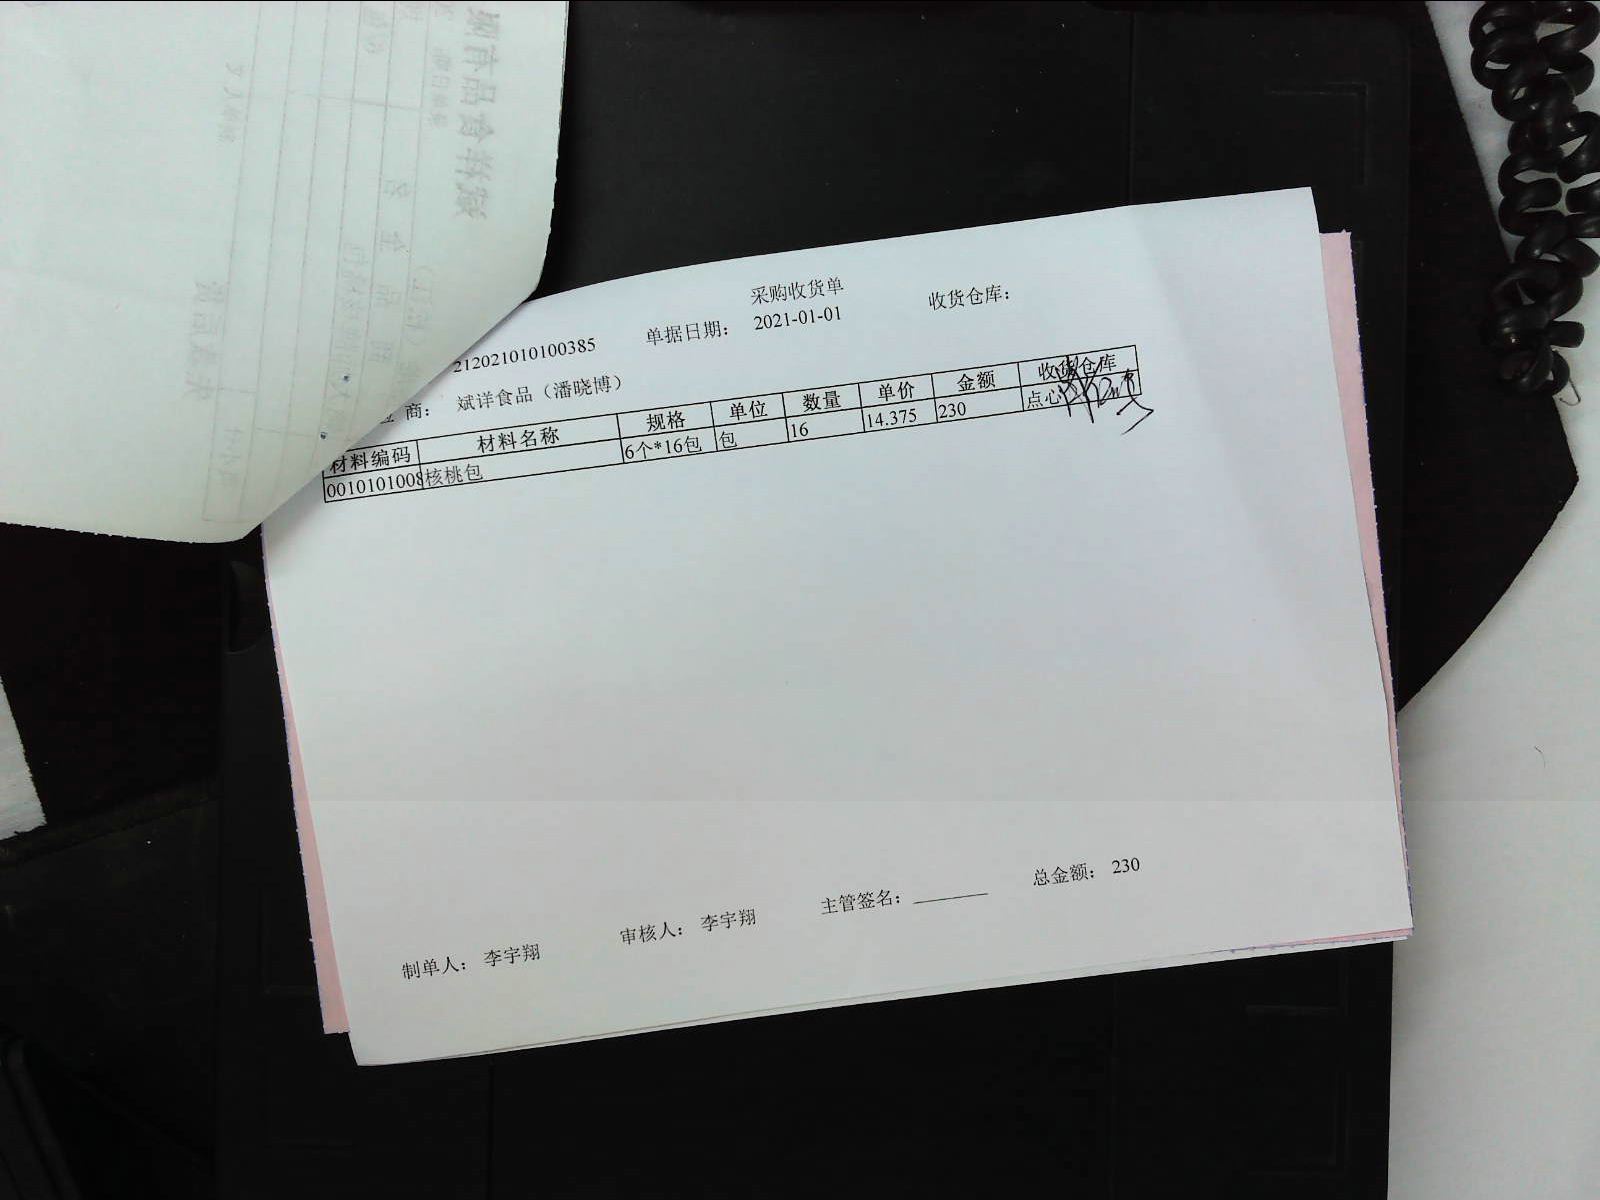 采购收货单
212021010100385 单据日期： 2021-01-01 收货仓库：
商： 斌洋食品（潘晓博）
材料编码 材料名称 规格 单位 数量 单价 金额 收货仓库
0010101008 核桃包 6个*16包 包 16 14.375 230 点心
制单人： 李宇翔 审核人： 李宇翔 主管签名： 总金额： 230